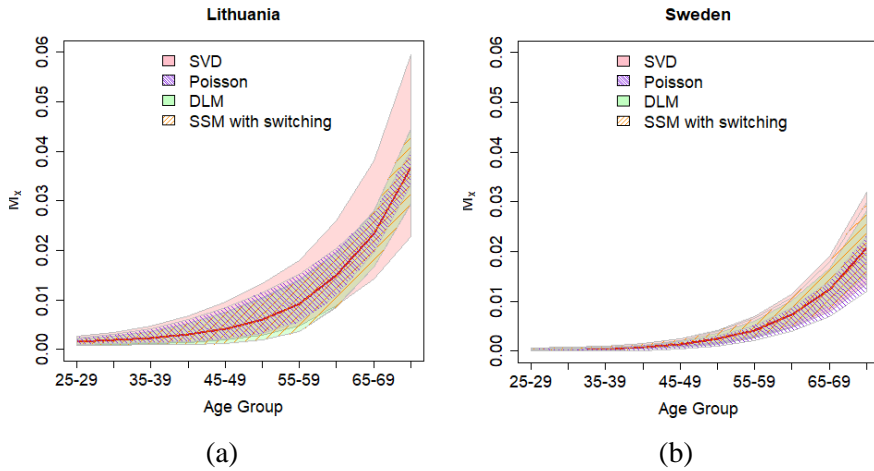 Lithuania
0.06
0.05
0.04
0.03
0.02
0.01
0.00
Mx
SVD
Poisson
DLM
SSM with switching
25-29
35-39
45-49
55-59
65-69
Age Group
(a)
Sweden
0.06
0.05
0.04
0.03
0.02
0.01
0.00
Mx
SVD
Poisson
DLM
SSM with switching
25-29
35-39
45-49
55-59
65-69
Age Group
(b)